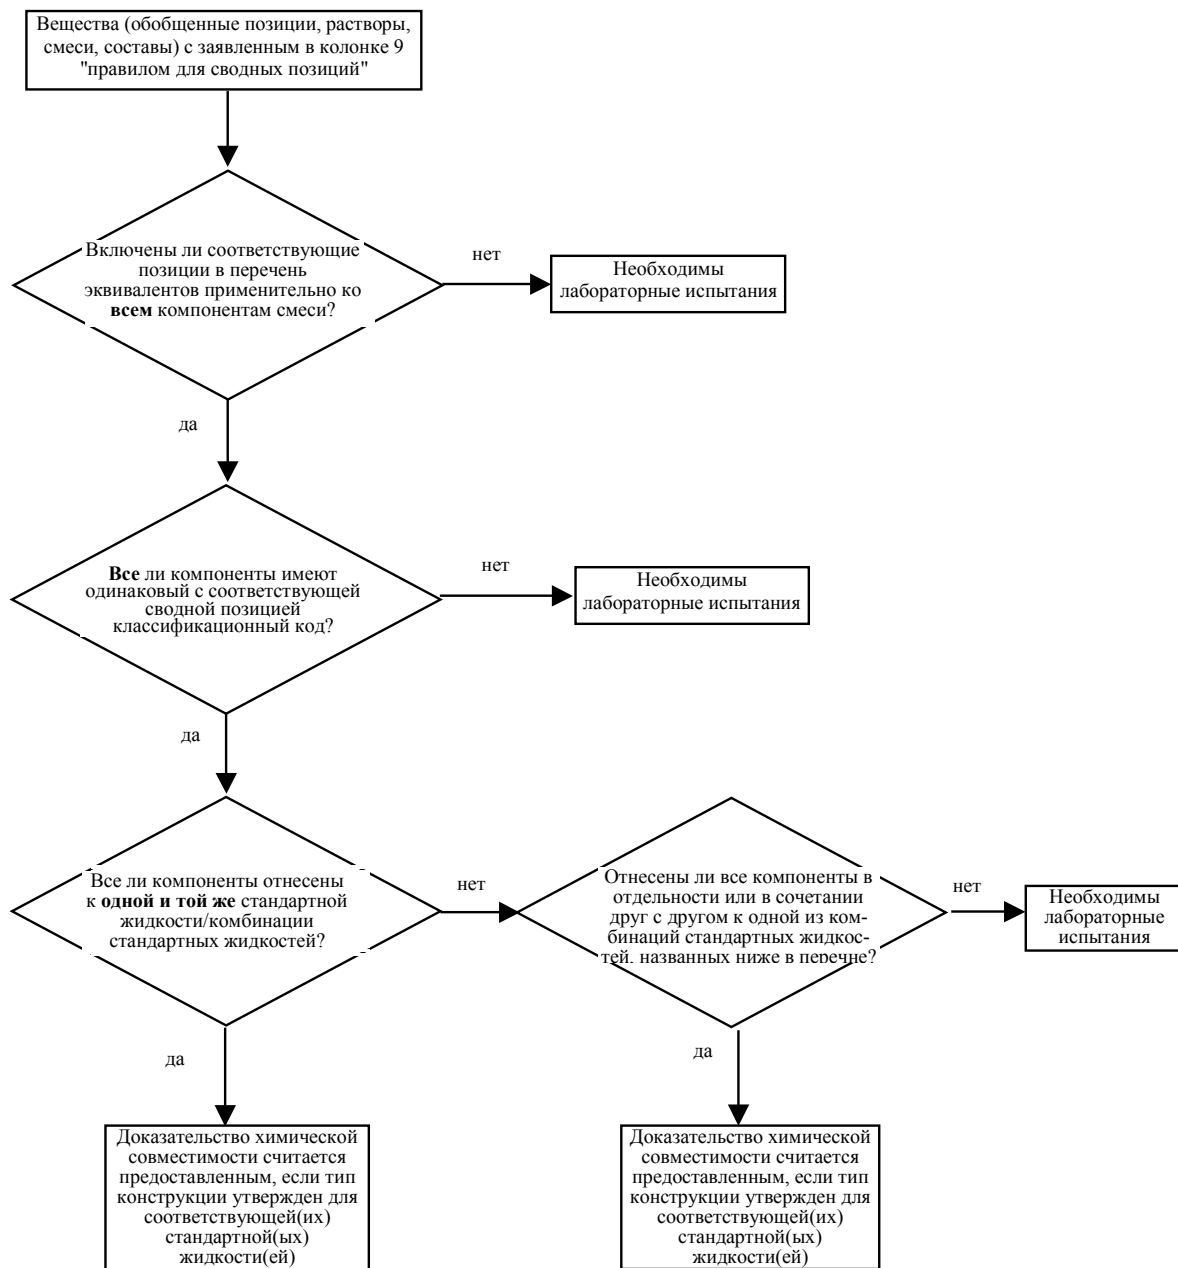 Вещества (обобщенные позиции, растворы,
смеси, составы) с заявленным в колонке 9
"правилом для сводных позиций"
Включены ли соответствующие
позиции в перечень
эквивалентов применительно ко
всем компонентам смеси?
нет
Необходимы
лабораторные испытания
да
Все ли компоненты имеют
одинаковый с соответствующей
сводной позицией
классификационный код?
нет
Необходимы
лабораторные испытания
да
Все ли компоненты отнесены
к одной и той же стандартной
жидкости/комбинации
стандартных жидкостей?
нет
Отнесены ли все компоненты в
отдельности или в сочетании
друг с другом к одной из ком-
бинаций стандартных жидкос-
тей, названных ниже в перечне?
нет
Необходимы
лабораторные
испытания
да
Доказательство химической
совместимости считается
предоставленным, если тип
конструкции утвержден для
соответствующей(их)
стандартной(ых)
жидкости(ей)
да
Доказательство химической
совместимости считается
предоставленным, если тип
конструкции утвержден для
соответствующей(их)
стандартной(ых)
жидкости(ей)